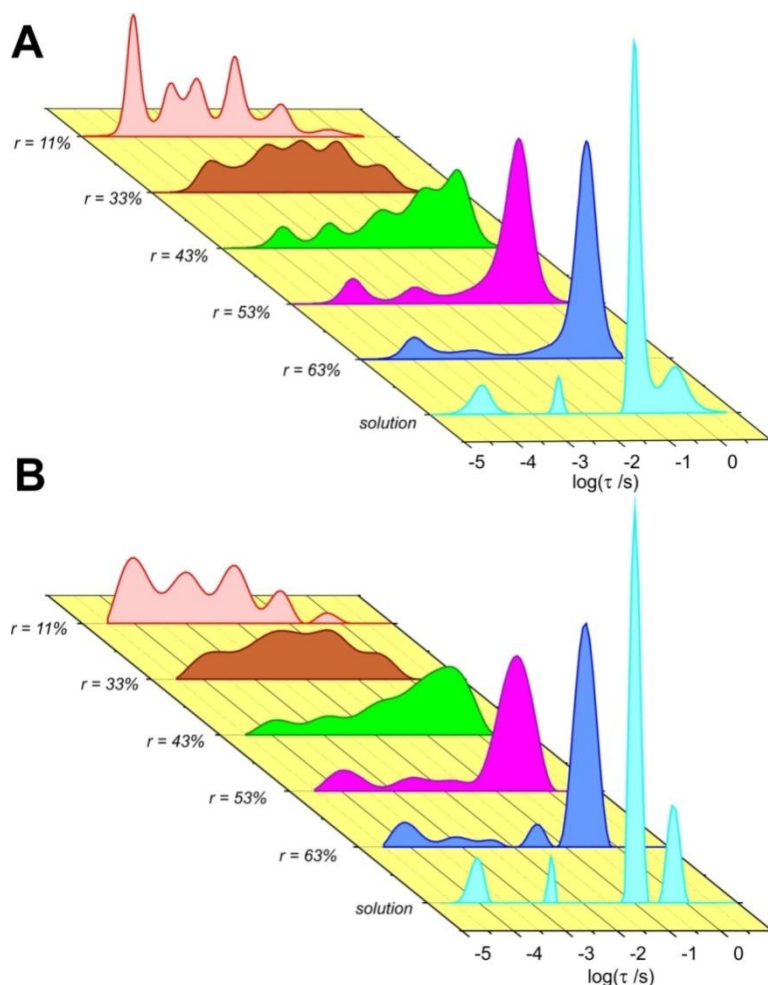 A
r = 11%
r = 33%
r = 43%
r = 53%
r = 63%
solution
-5 -4 -3 -2 -1 0
log(τ /s)
B
r = 11%
r = 33%
r = 43%
r = 53%
r = 63%
solution
-5 -4 -3 -2 -1 0
log(τ /s)